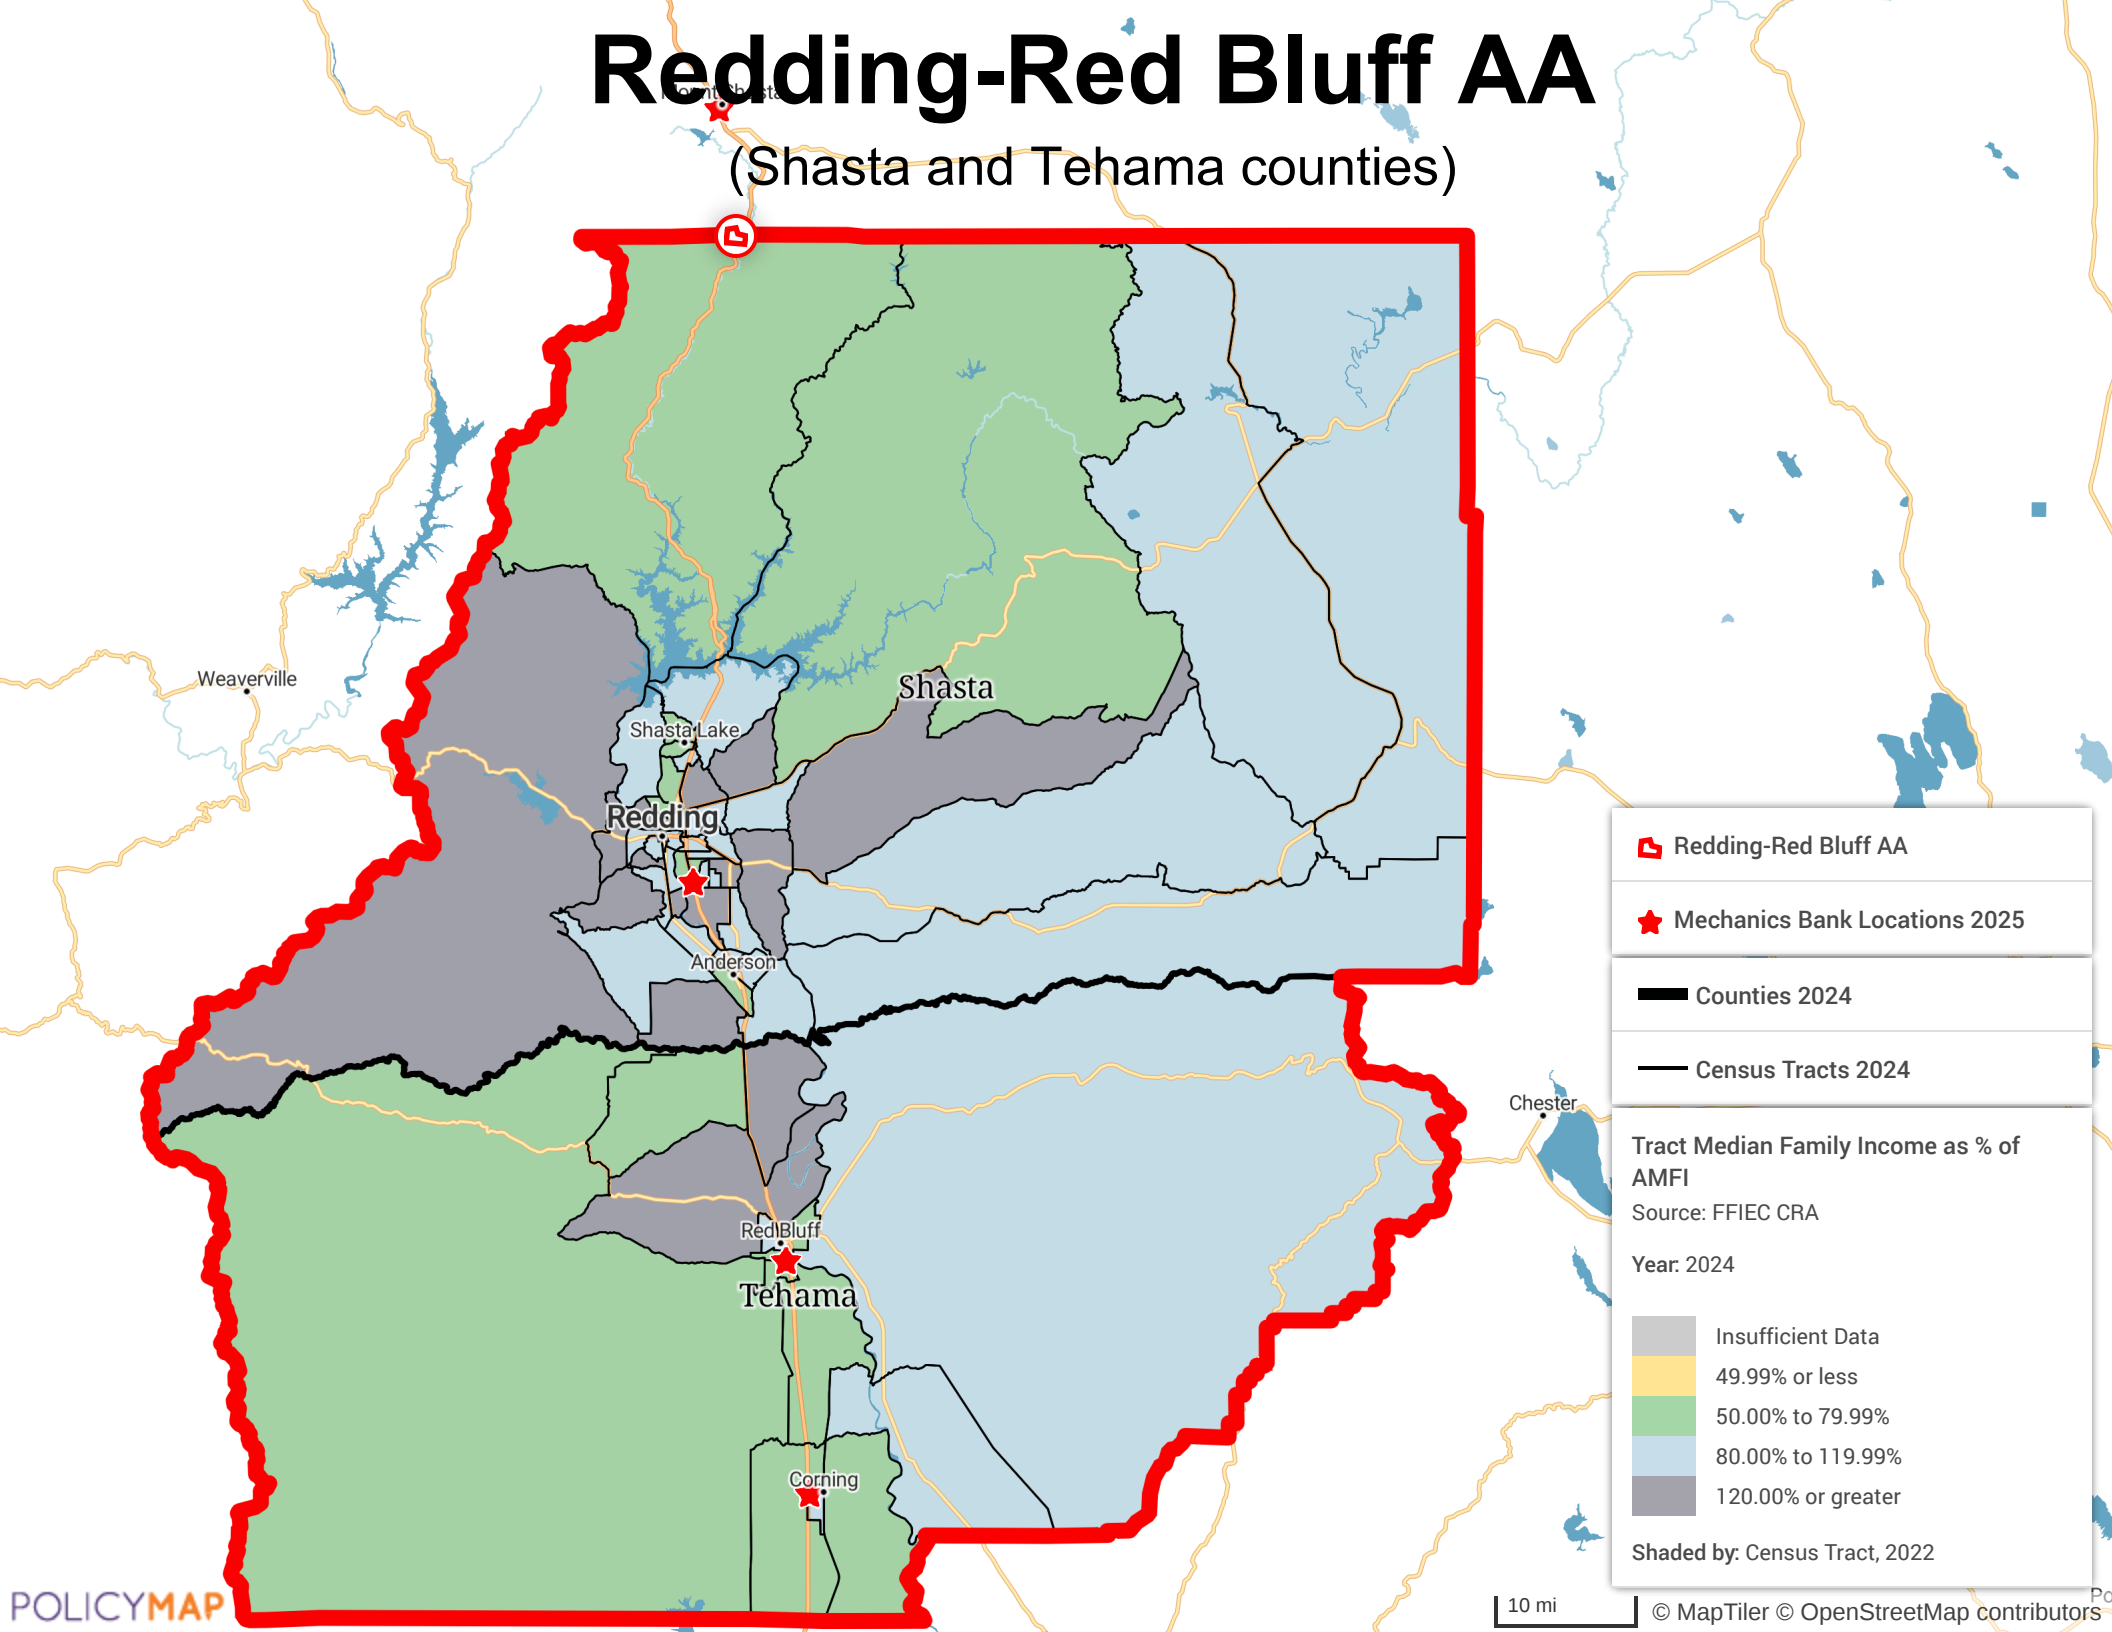 Redding-Red Bluff AA
Mount Shasta
(Shasta and Tehama counties)
Weaverville
Shasta
Shasta Lake
Redding
Anderson
Chester
Red Bluff
Tehama
Corning
Redding-Red Bluff AA
Mechanics Bank Locations 2025
Counties 2024
Census Tracts 2024
Tract Median Family Income as % of
AMFI
Source: FFIEC CRA
Year: 2024
Insufficient Data
49.99% or less
50.00% to 79.99%
80.00% to 119.99%
120.00% or greater
Shaded by: Census Tract, 2022
POLICYMAP
10 mi
Po
© MapTiler © OpenStreetMap contributors